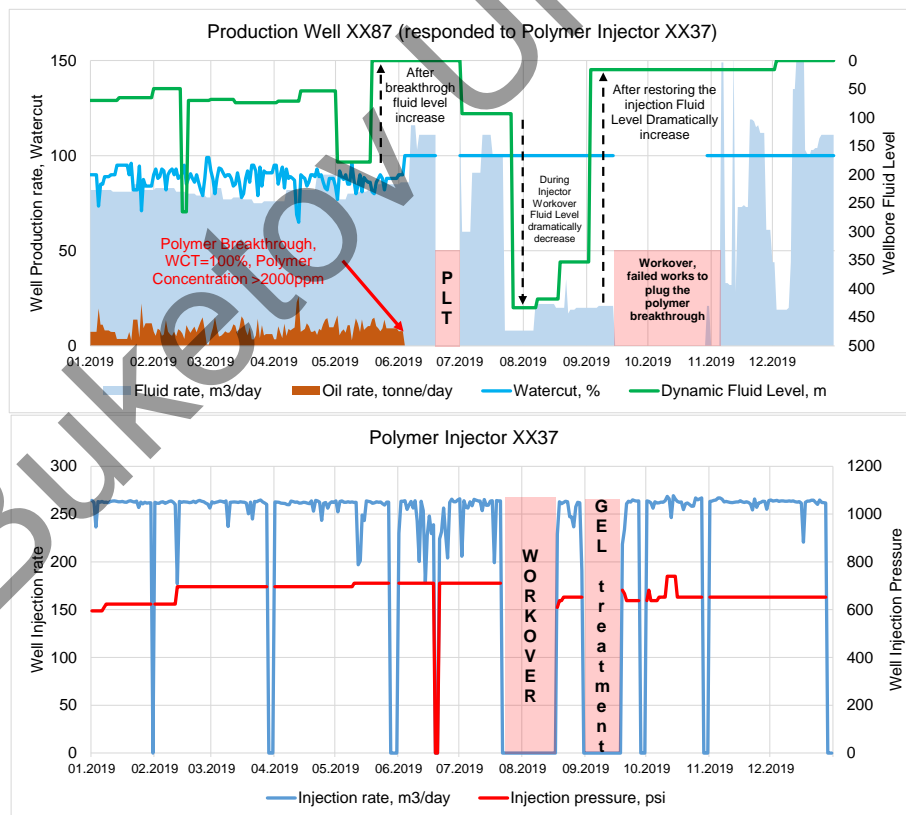 Production Well XX87 (responded to Polymer Injector XX37)
Well Production rate, Watercut
150
100
50
0
After
breakthrogh
fluid level
increase
After restoring the
injection Fluid
Level Dramatically
increase
During
Injector
Workover
Fluid Level
dramatically
decrease
Polymer Breakthrough,
WCT=100%, Polymer
Concentration >2000ppm
P
L
T
Workover,
failed works to
plug the
polymer
breakthrough
0
50
100
150
200
250
300
350
400
450
500
Wellbore Fluid Level
01.2019 02.2019 03.2019 04.2019 05.2019 06.2019 07.2019 08.2019 09.2019 10.2019 11.2019 12.2019
Fluid rate, m3/day Oil rate, tonne/day Watercut, % Dynamic Fluid Level, m
Polymer Injector XX37
Well Injection rate
300
250
200
150
100
50
0
W
O
R
K
O
V
E
R
G
E
L
t
r
e
a
t
m
e
n
t
1200
1000
800
600
400
200
0
Well Injection Pressure
01.2019 02.2019 03.2019 04.2019 05.2019 06.2019 07.2019 08.2019 09.2019 10.2019 11.2019 12.2019
Injection rate, m3/day Injection pressure, psi
Buketov